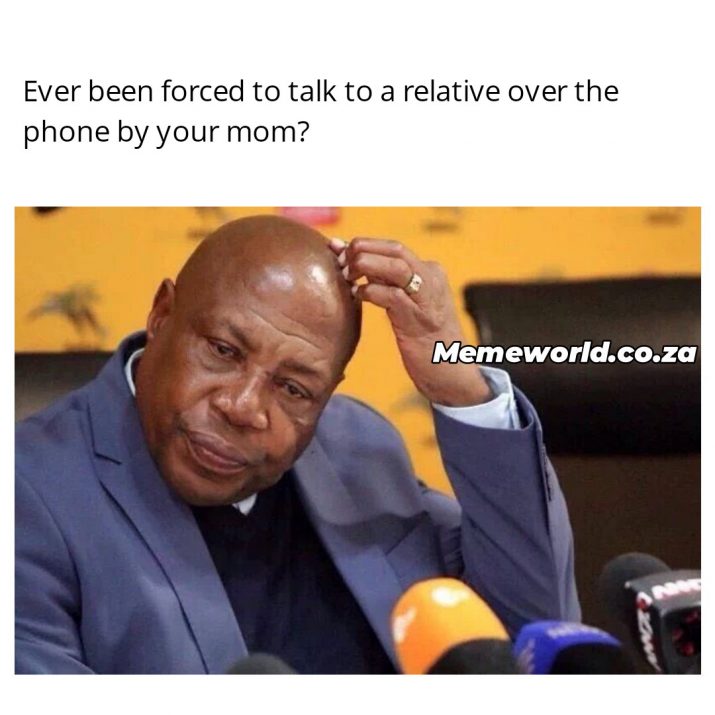 Ever been forced to talk to a relative over the
phone by your mom?
Memeworld.co.za